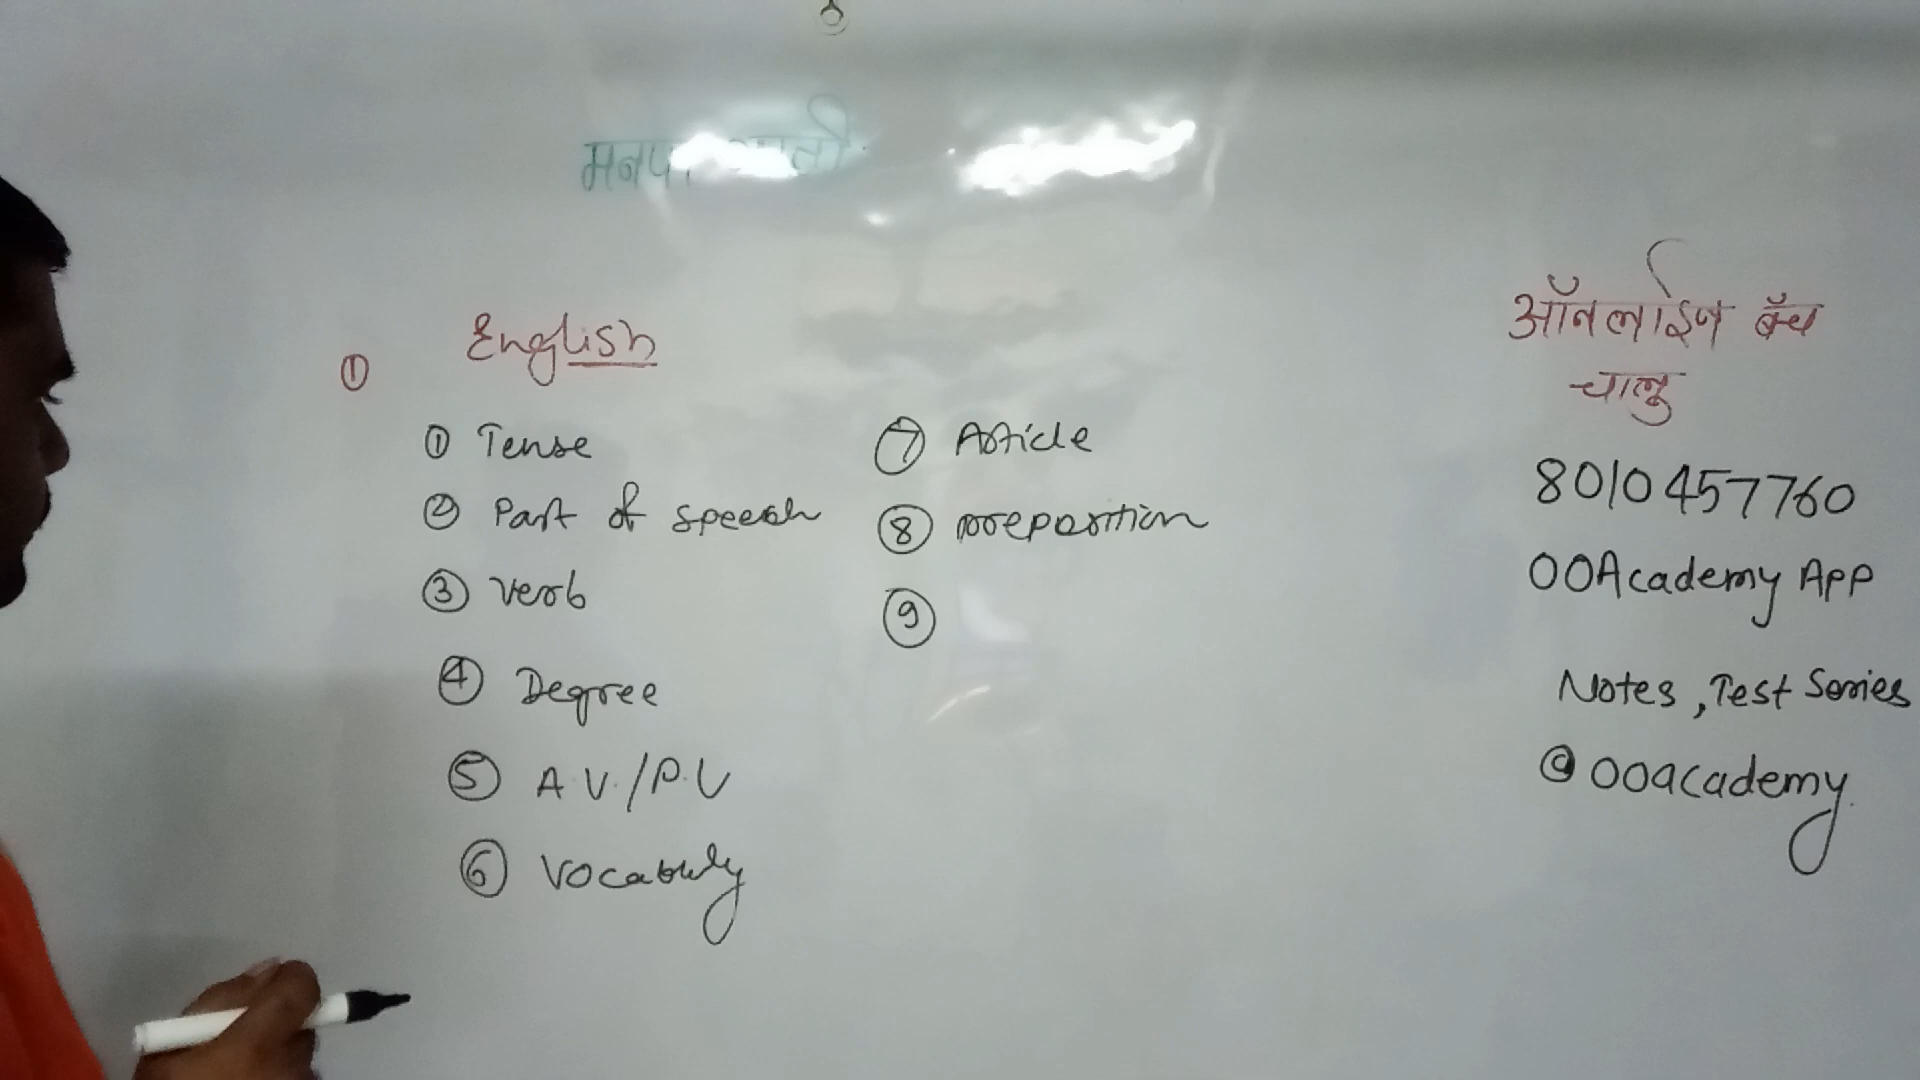 ① English
① Tense
② Part of speech
③ Verb
④ Degree
⑤ A.V./P.V
⑥ Vocabuly
⑦ Article
⑧ preposition
⑨
ऑनलाईन बॅच
चालू
8010457760
OOAcademy App
Notes, Test Series
@ooacademy